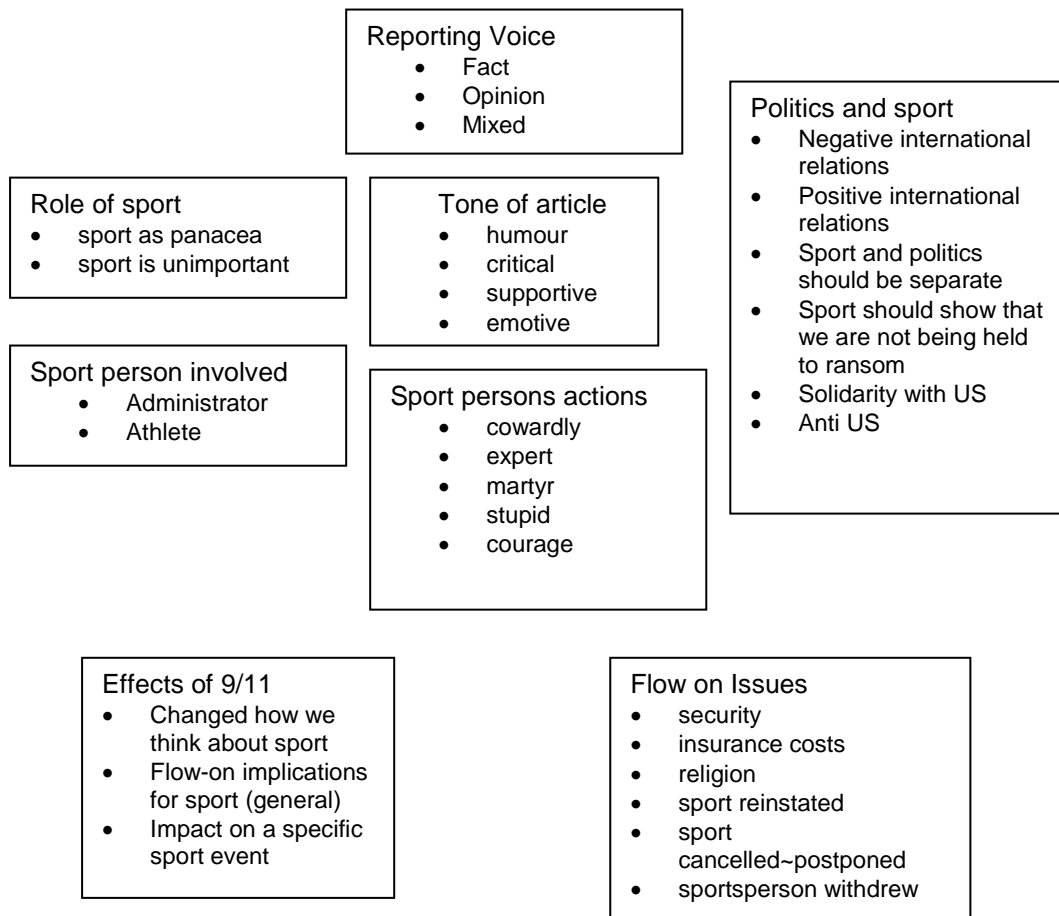 Reporting Voice
• Fact
• Opinion
• Mixed
Politics and sport
• Negative international
relations
• Positive international
relations
• Sport and politics
should be separate
• Sport should show that
we are not being held
to ransom
• Solidarity with US
• Anti US
Role of sport
• sport as panacea
• sport is unimportant
Tone of article
• humour
• critical
• supportive
• emotive
Sport person involved
• Administrator
• Athlete
Sport persons actions
• cowardly
• expert
• martyr
• stupid
• courage
Effects of 9/11
• Changed how we
think about sport
• Flow-on implications
for sport (general)
• Impact on a specific
sport event
Flow on Issues
• security
• insurance costs
• religion
• sport reinstated
• sport
cancelled~postponed
• sportsperson withdrew